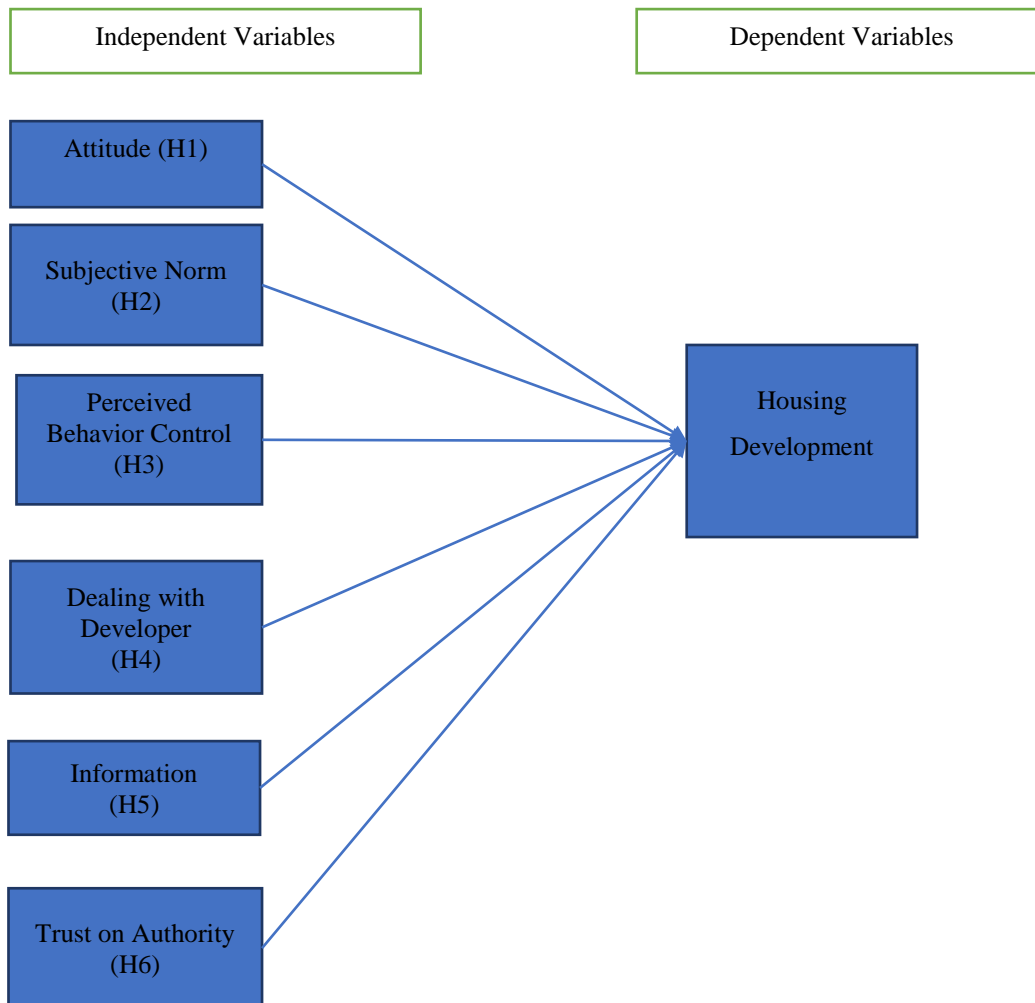 Independent Variables
Dependent Variables
Attitude (H1)
Subjective Norm
(H2)
Perceived
Behavior Control
(H3)
Dealing with
Developer
(H4)
Information
(H5)
Trust on Authority
(H6)
Housing
Development